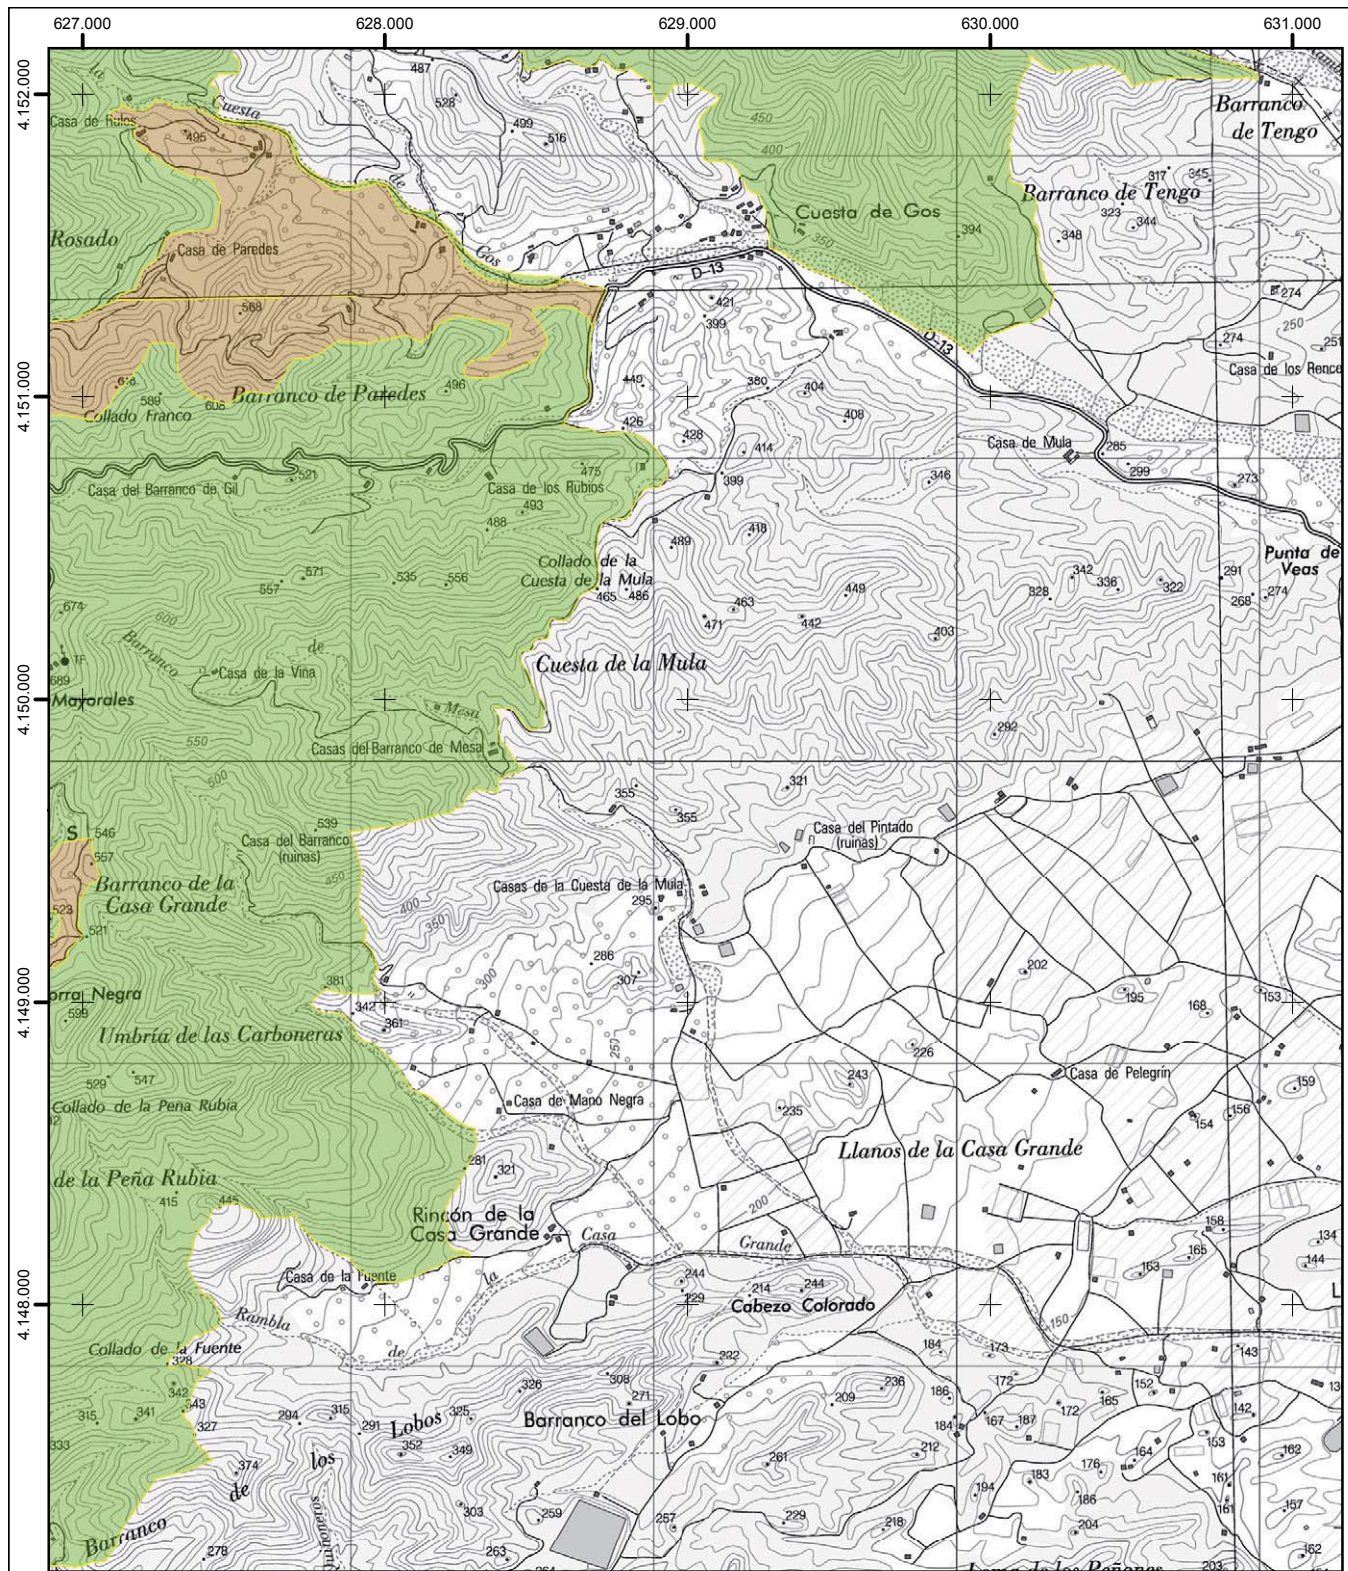 627.000
628.000
629.000
630.000
631.000
4.152.000
4.151.000
4.150.000
4.149.000
4.148.000
la
Cuesta
de
Gos
487
528
499
516
450
400
350
Barranco
de Tengo
Casa de Rulos
495
317
345
Barranco de Tengo
323
344
348
Cuesta de Gos
394
Rosado
Casa de Paredes
D-13
568
421
399
274
250
274
251
D-13
Casa de los Rence
618
589
608
Barranco de Paredes
496
Collado Franco
440
380
404
408
426
428
414
Casa de Mula
285
299
475
399
346
273
521
Casa del Barranco de Gil
Casa de los Rubios
493
488
418
489
Punta de
Veas
Collado de la
Cuesta de la Mula
571
557
535
556
465
486
449
342
336
322
291
328
268
274
674
600
463
471
442
403
Barranco
de
Mesa
TF.
689
Casa de la Viña
Cuesta de la Mula
Mayorales
550
292
Casas del Barranco de Mesa
500
355
321
355
S
546
539
Casa del Barranco
(ruinas)
Casa del Pintado
(ruinas)
557
Barranco de la
Casa Grande
450
400
350
Casas de la Cuesta de la Mula
295
523
521
286
307
300
202
195
168
153
381
orra Negra
599
342
361
Umbría de las Carboneras
250
226
243
Casa de Pelegrín
159
529
547
Collado de la Pena Rubia
Casa de Mano Negra
235
156
154
Llanos de la Casa Grande
281
321
de la Peña Rubia
415
445
200
Rincón de la
Casa Grande
Casa
Grande
158
134
165
144
163
Casa de la Fuente
la
244
229
214
244
Cabezo Colorado
L
Rambla
de
150
Collado de la Fuente
328
184
173
143
222
342
326
308
236
172
152
186
343
315
341
327
294
315
291
325
Lobos
271
209
165
172
142
Barranco del Lobo
184
167
187
333
352
349
212
153
los
374
261
164
162
176
de
183
161
194
186
161
157
303
259
257
229
218
204
Barranco
278
263
264
203
162
Loma de los Peñones